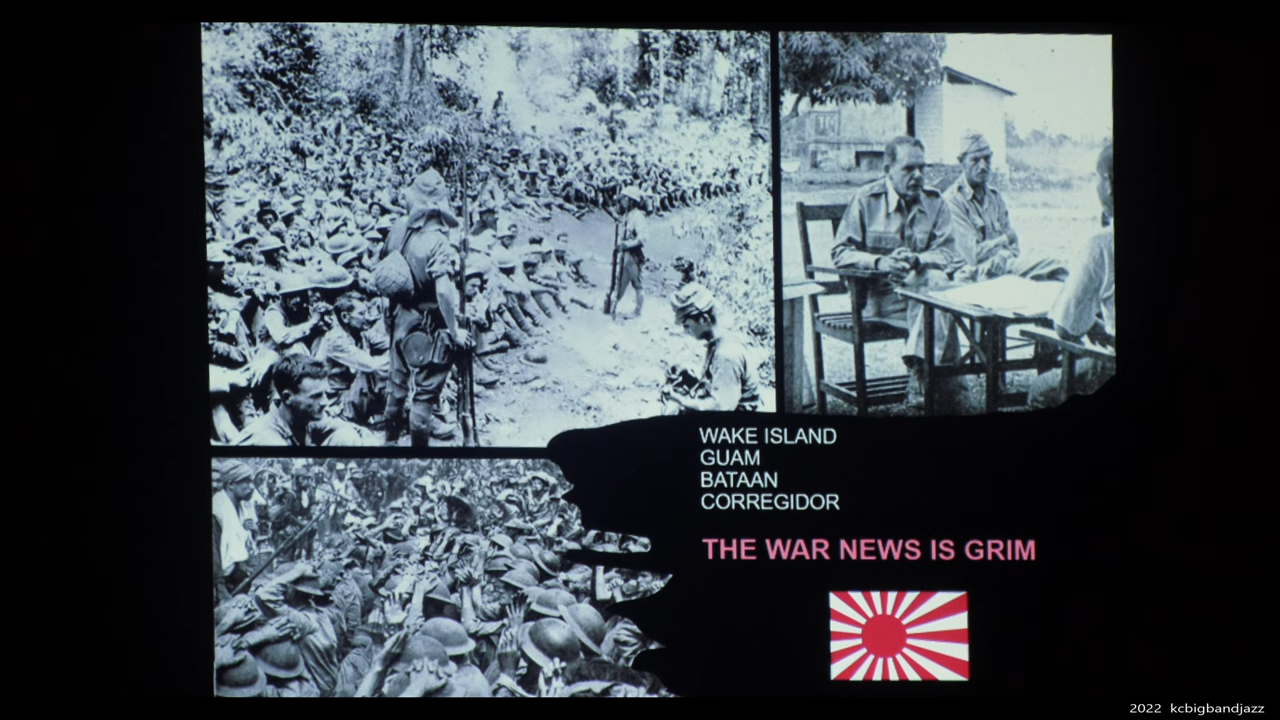 WAKE ISLAND
GUAM
BATAAN
CORREGIDOR
THE WAR NEWS IS GRIM
2022 kcbigbandjazz